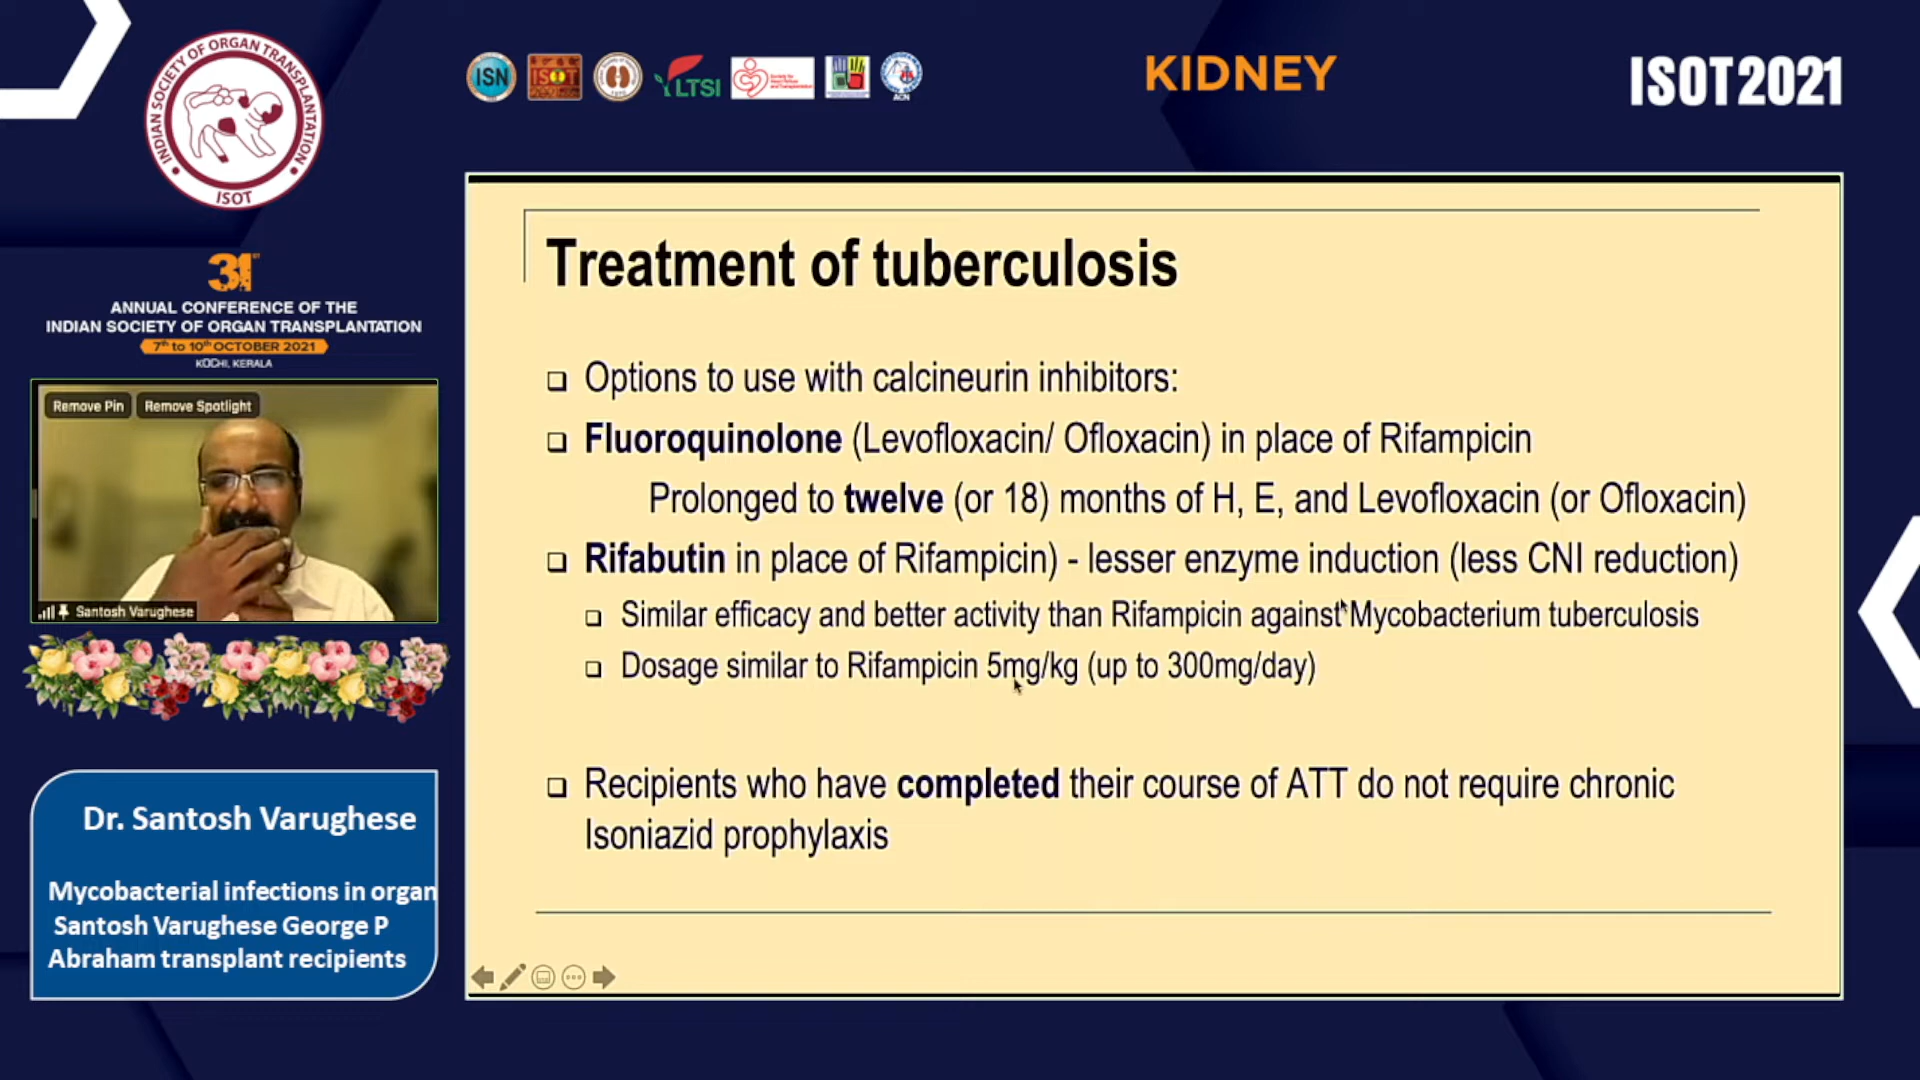 INDIAN SOCIETY OF ORGAN TRANSPLANTATION
ISOT
ISN
ISOT
LTSI
ACN
KIDNEY
ISOT2021
31ST
ANNUAL CONFERENCE OF THE
INDIAN SOCIETY OF ORGAN TRANSPLANTATION
7th to 10th OCTOBER 2021
KOCHI, KERALA
Remove Pin Remove Spotlight
Santosh Varughese
Dr. Santosh Varughese
Mycobacterial infections in organ
Santosh Varughese George P
Abraham transplant recipients
Treatment of tuberculosis
Options to use with calcineurin inhibitors:
Fluoroquinolone (Levofloxacin/ Ofloxacin) in place of Rifampicin
Prolonged to twelve (or 18) months of H, E, and Levofloxacin (or Ofloxacin)
Rifabutin in place of Rifampicin) - lesser enzyme induction (less CNI reduction)
Similar efficacy and better activity than Rifampicin against Mycobacterium tuberculosis
Dosage similar to Rifampicin 5mg/kg (up to 300mg/day)
Recipients who have completed their course of ATT do not require chronic
Isoniazid prophylaxis